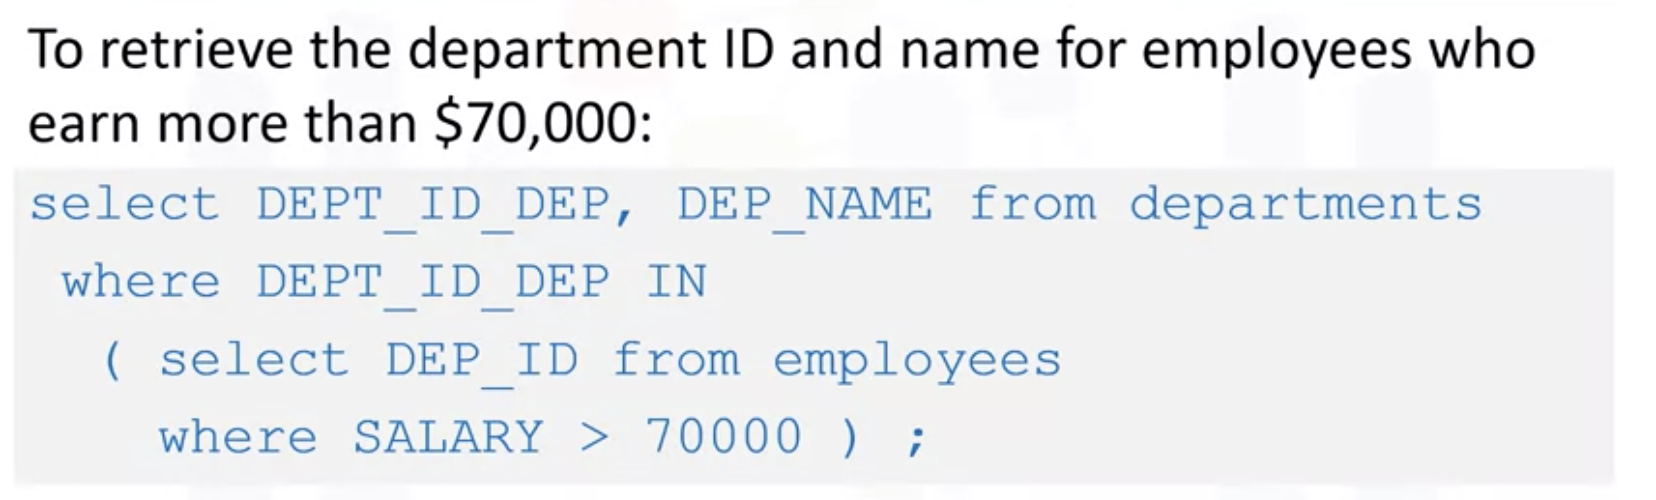 To retrieve the department ID and name for employees who
earn more than $70,000:
select DEPT_ID_DEP, DEP_NAME from departments
where DEPT_ID_DEP IN
( select DEP_ID from employees
where SALARY > 70000 ) ;